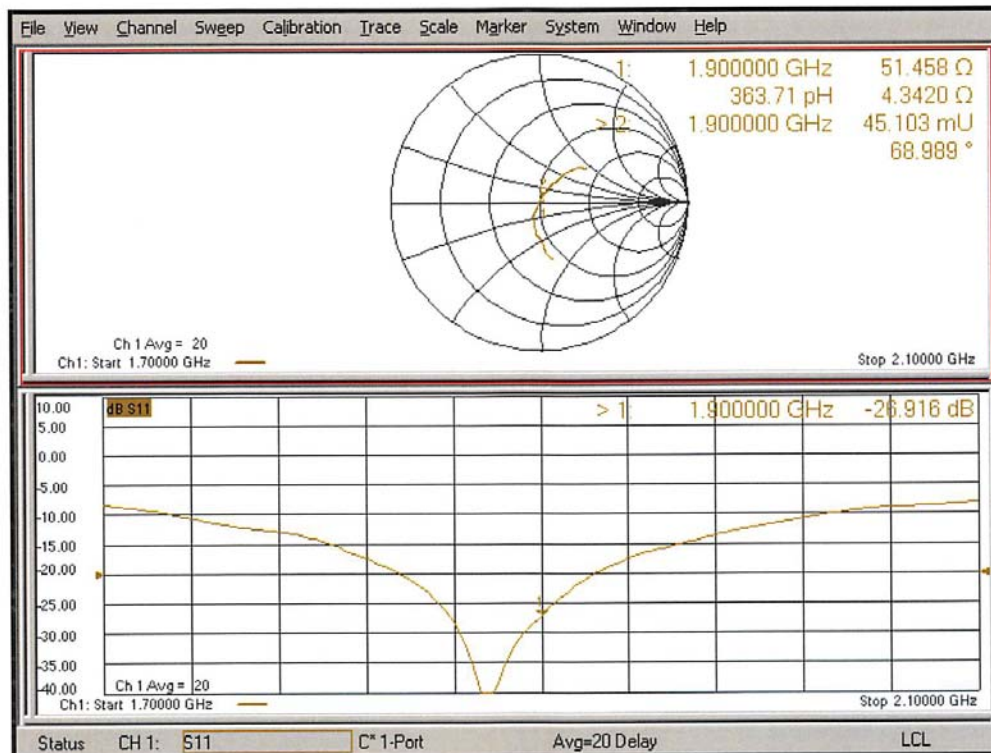 File View Channel Sweep Calibration Trace Scale Marker System Window Help
1: 1.900000 GHz 51.458 Ω
363.71 pH 4.3420 Ω
> 2: 1.900000 GHz 45.103 mU
68.989 °
Ch 1 Avg = 20
Ch1: Start 1.70000 GHz
Stop 2.10000 GHz
10.00
dB S11
> 1: 1.900000 GHz -26.916 dB
5.00
0.00
-5.00
-10.00
-15.00
-20.00
-25.00
1
-30.00
-35.00
-40.00
Ch 1 Avg = 20
Ch1: Start 1.70000 GHz
Stop 2.10000 GHz
Status CH 1: S11 C* 1-Port Avg=20 Delay LCL